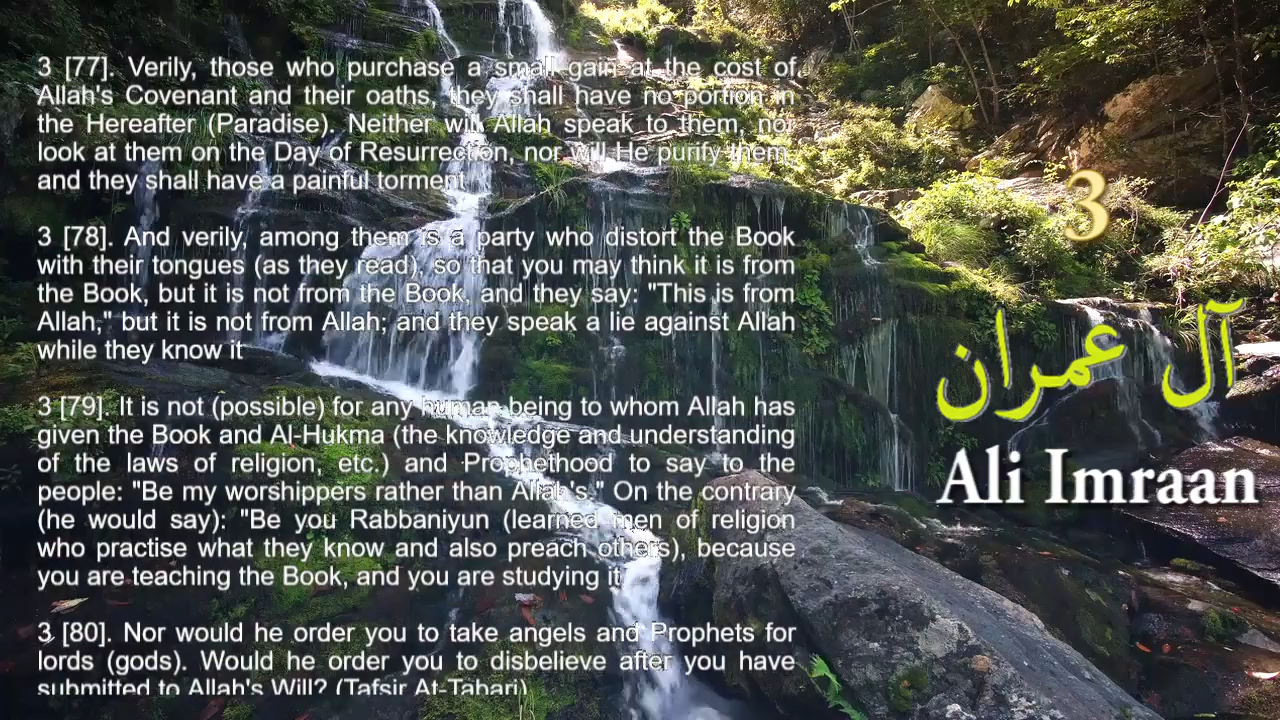 3 [77]. Verily, those who purchase a small gain at the cost of
Allah's Covenant and their oaths, they shall have no portion in
the Hereafter (Paradise). Neither will Allah speak to them, nor
look at them on the Day of Resurrection, nor will He purify them,
and they shall have a painful torment
3 [78]. And verily, among them is a party who distort the Book
with their tongues (as they read), so that you may think it is from
the Book, but it is not from the Book, and they say: "This is from
Allah," but it is not from Allah; and they speak a lie against Allah
while they know it
3 [79]. It is not (possible) for any human being to whom Allah has
given the Book and Al-Hukma (the knowledge and understanding
of the laws of religion, etc.) and Prophethood to say to the
people: "Be my worshippers rather than Allah's." On the contrary
(he would say): "Be you Rabbaniyun (learned men of religion
who practise what they know and also preach others), because
you are teaching the Book, and you are studying it
3 [80]. Nor would he order you to take angels and Prophets for
lords (gods). Would he order you to disbelieve after you have
submitted to Allah's Will? (Tafsir At-Tabari)
3
آل عمران
Ali Imraan